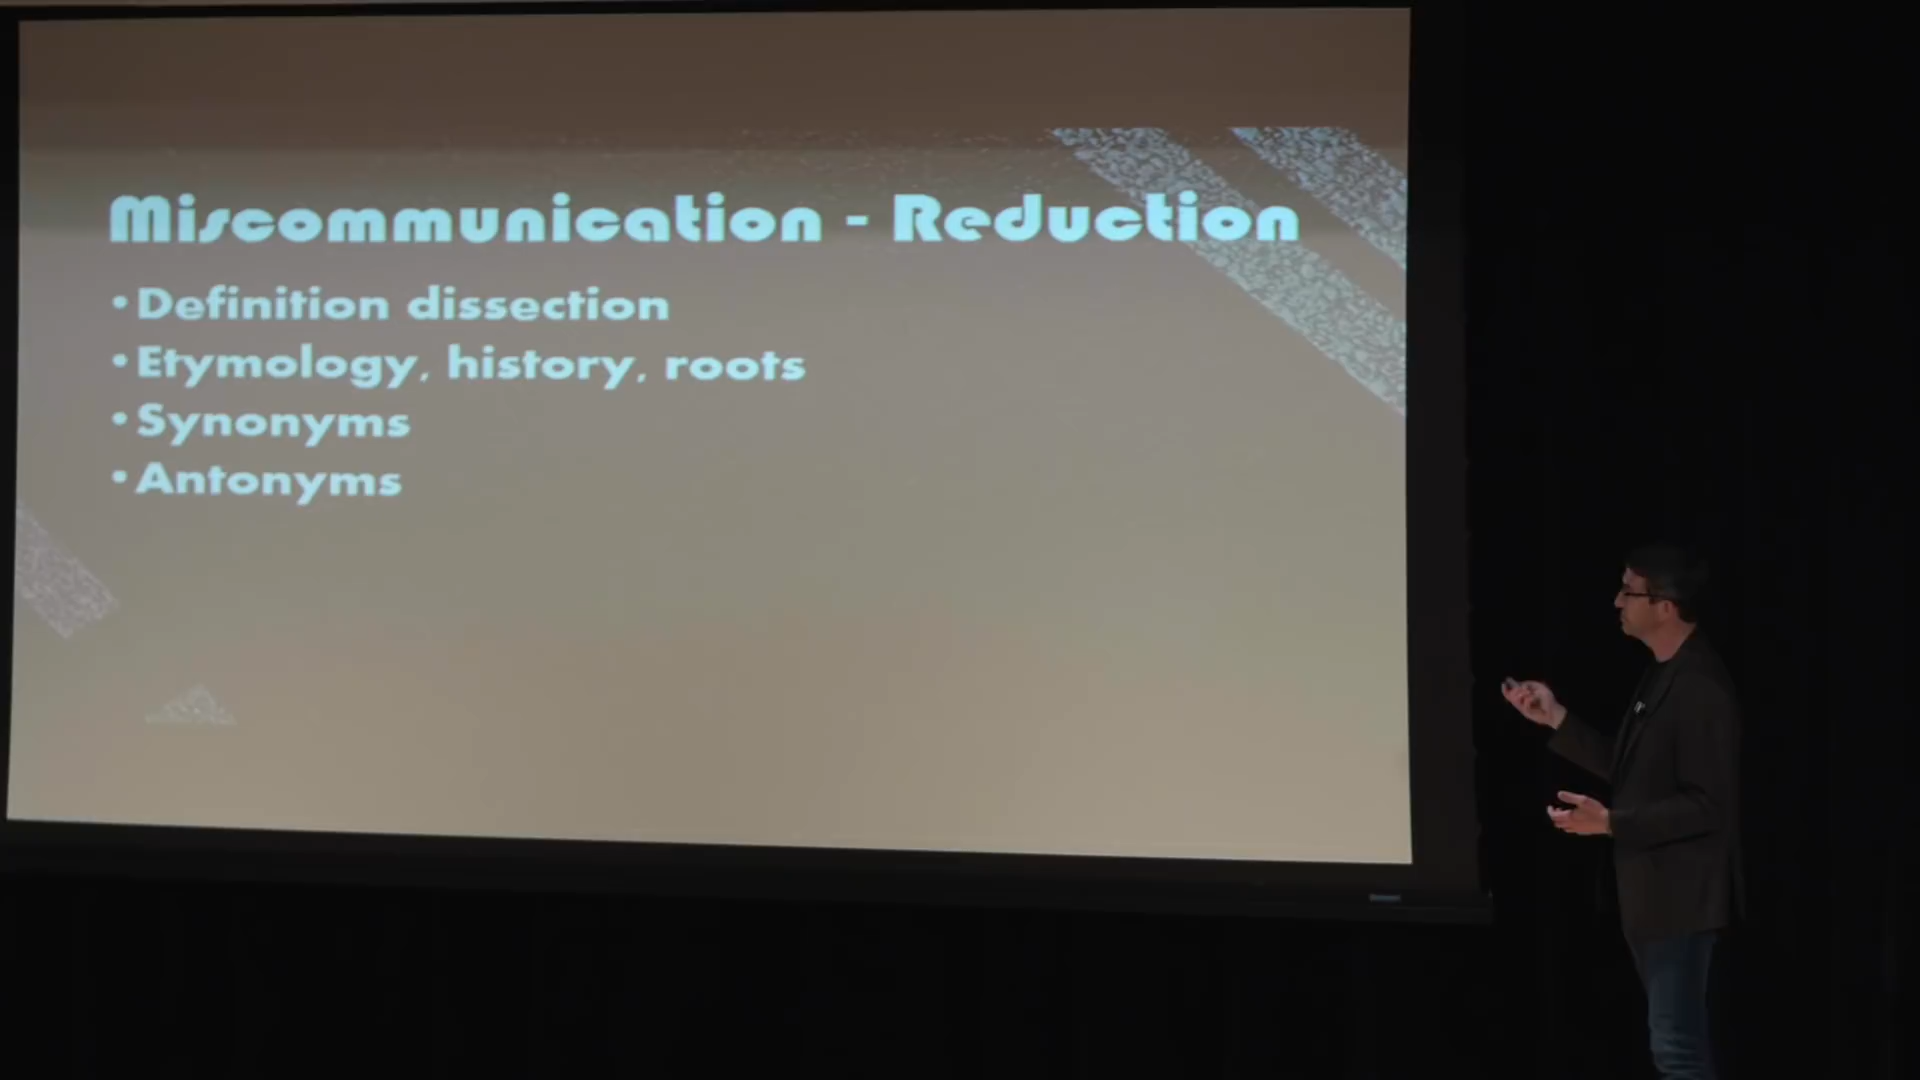 Miscommunication - Reduction
• Definition dissection
• Etymology, history, roots
• Synonyms
• Antonyms